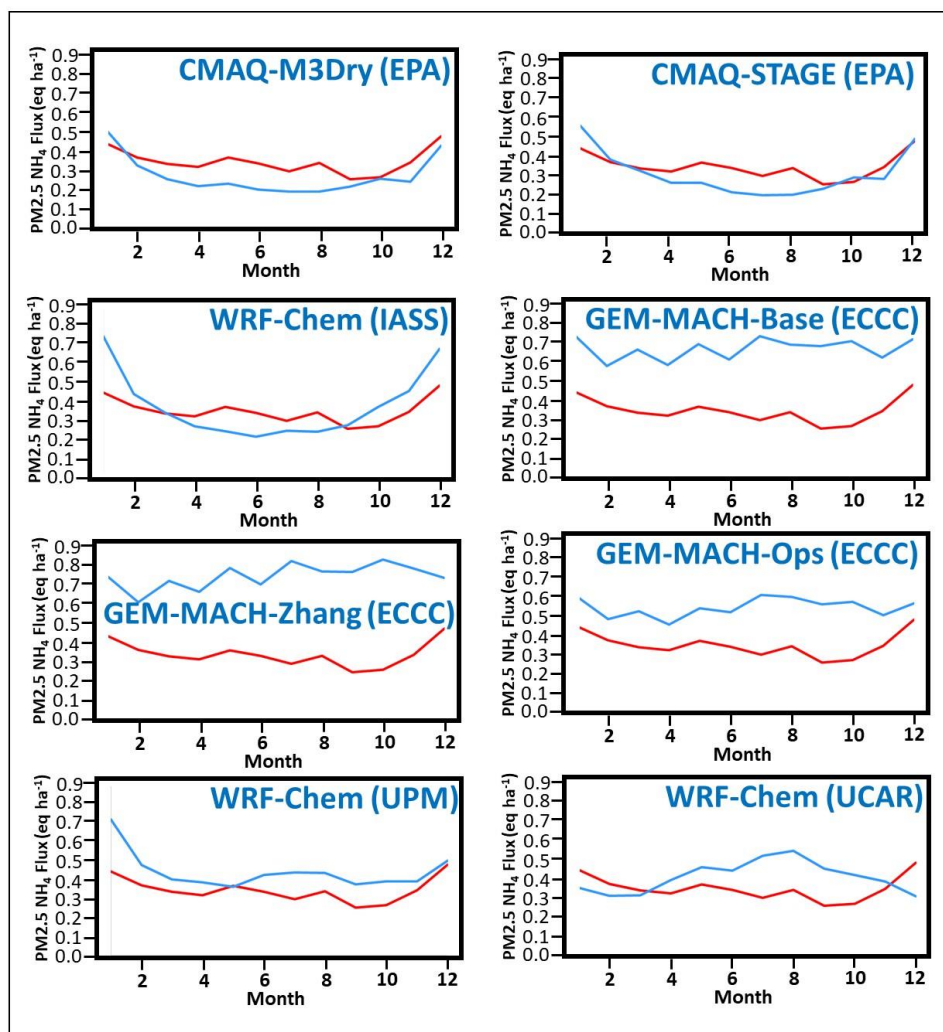 CMAQ-M3Dry (EPA)
PM2.5 NH₄ Flux (eq ha⁻¹)
0.9
0.8
0.7
0.6
0.5
0.4
0.3
0.2
0.1
0.0
2 4 6 8 10 12
Month
CMAQ-STAGE (EPA)
PM2.5 NH₄ Flux (eq ha⁻¹)
0.9
0.8
0.7
0.6
0.5
0.4
0.3
0.2
0.1
0.0
2 4 6 8 10 12
Month
WRF-Chem (IASS)
PM2.5 NH₄ Flux (eq ha⁻¹)
0.9
0.8
0.7
0.6
0.5
0.4
0.3
0.2
0.1
0.0
2 4 6 8 10 12
Month
GEM-MACH-Base (ECCC)
PM2.5 NH₄ Flux (eq ha⁻¹)
0.9
0.8
0.7
0.6
0.5
0.4
0.3
0.2
0.1
0.0
2 4 6 8 10 12
Month
GEM-MACH-Zhang (ECCC)
PM2.5 NH₄ Flux (eq ha⁻¹)
0.9
0.8
0.7
0.6
0.5
0.4
0.3
0.2
0.1
0.0
2 4 6 8 10 12
Month
GEM-MACH-Ops (ECCC)
PM2.5 NH₄ Flux (eq ha⁻¹)
0.9
0.8
0.7
0.6
0.5
0.4
0.3
0.2
0.1
0.0
2 4 6 8 10 12
Month
WRF-Chem (UPM)
PM2.5 NH₄ Flux (eq ha⁻¹)
0.9
0.8
0.7
0.6
0.5
0.4
0.3
0.2
0.1
0.0
2 4 6 8 10 12
Month
WRF-Chem (UCAR)
PM2.5 NH₄ Flux (eq ha⁻¹)
0.9
0.8
0.7
0.6
0.5
0.4
0.3
0.2
0.1
0.0
2 4 6 8 10 12
Month